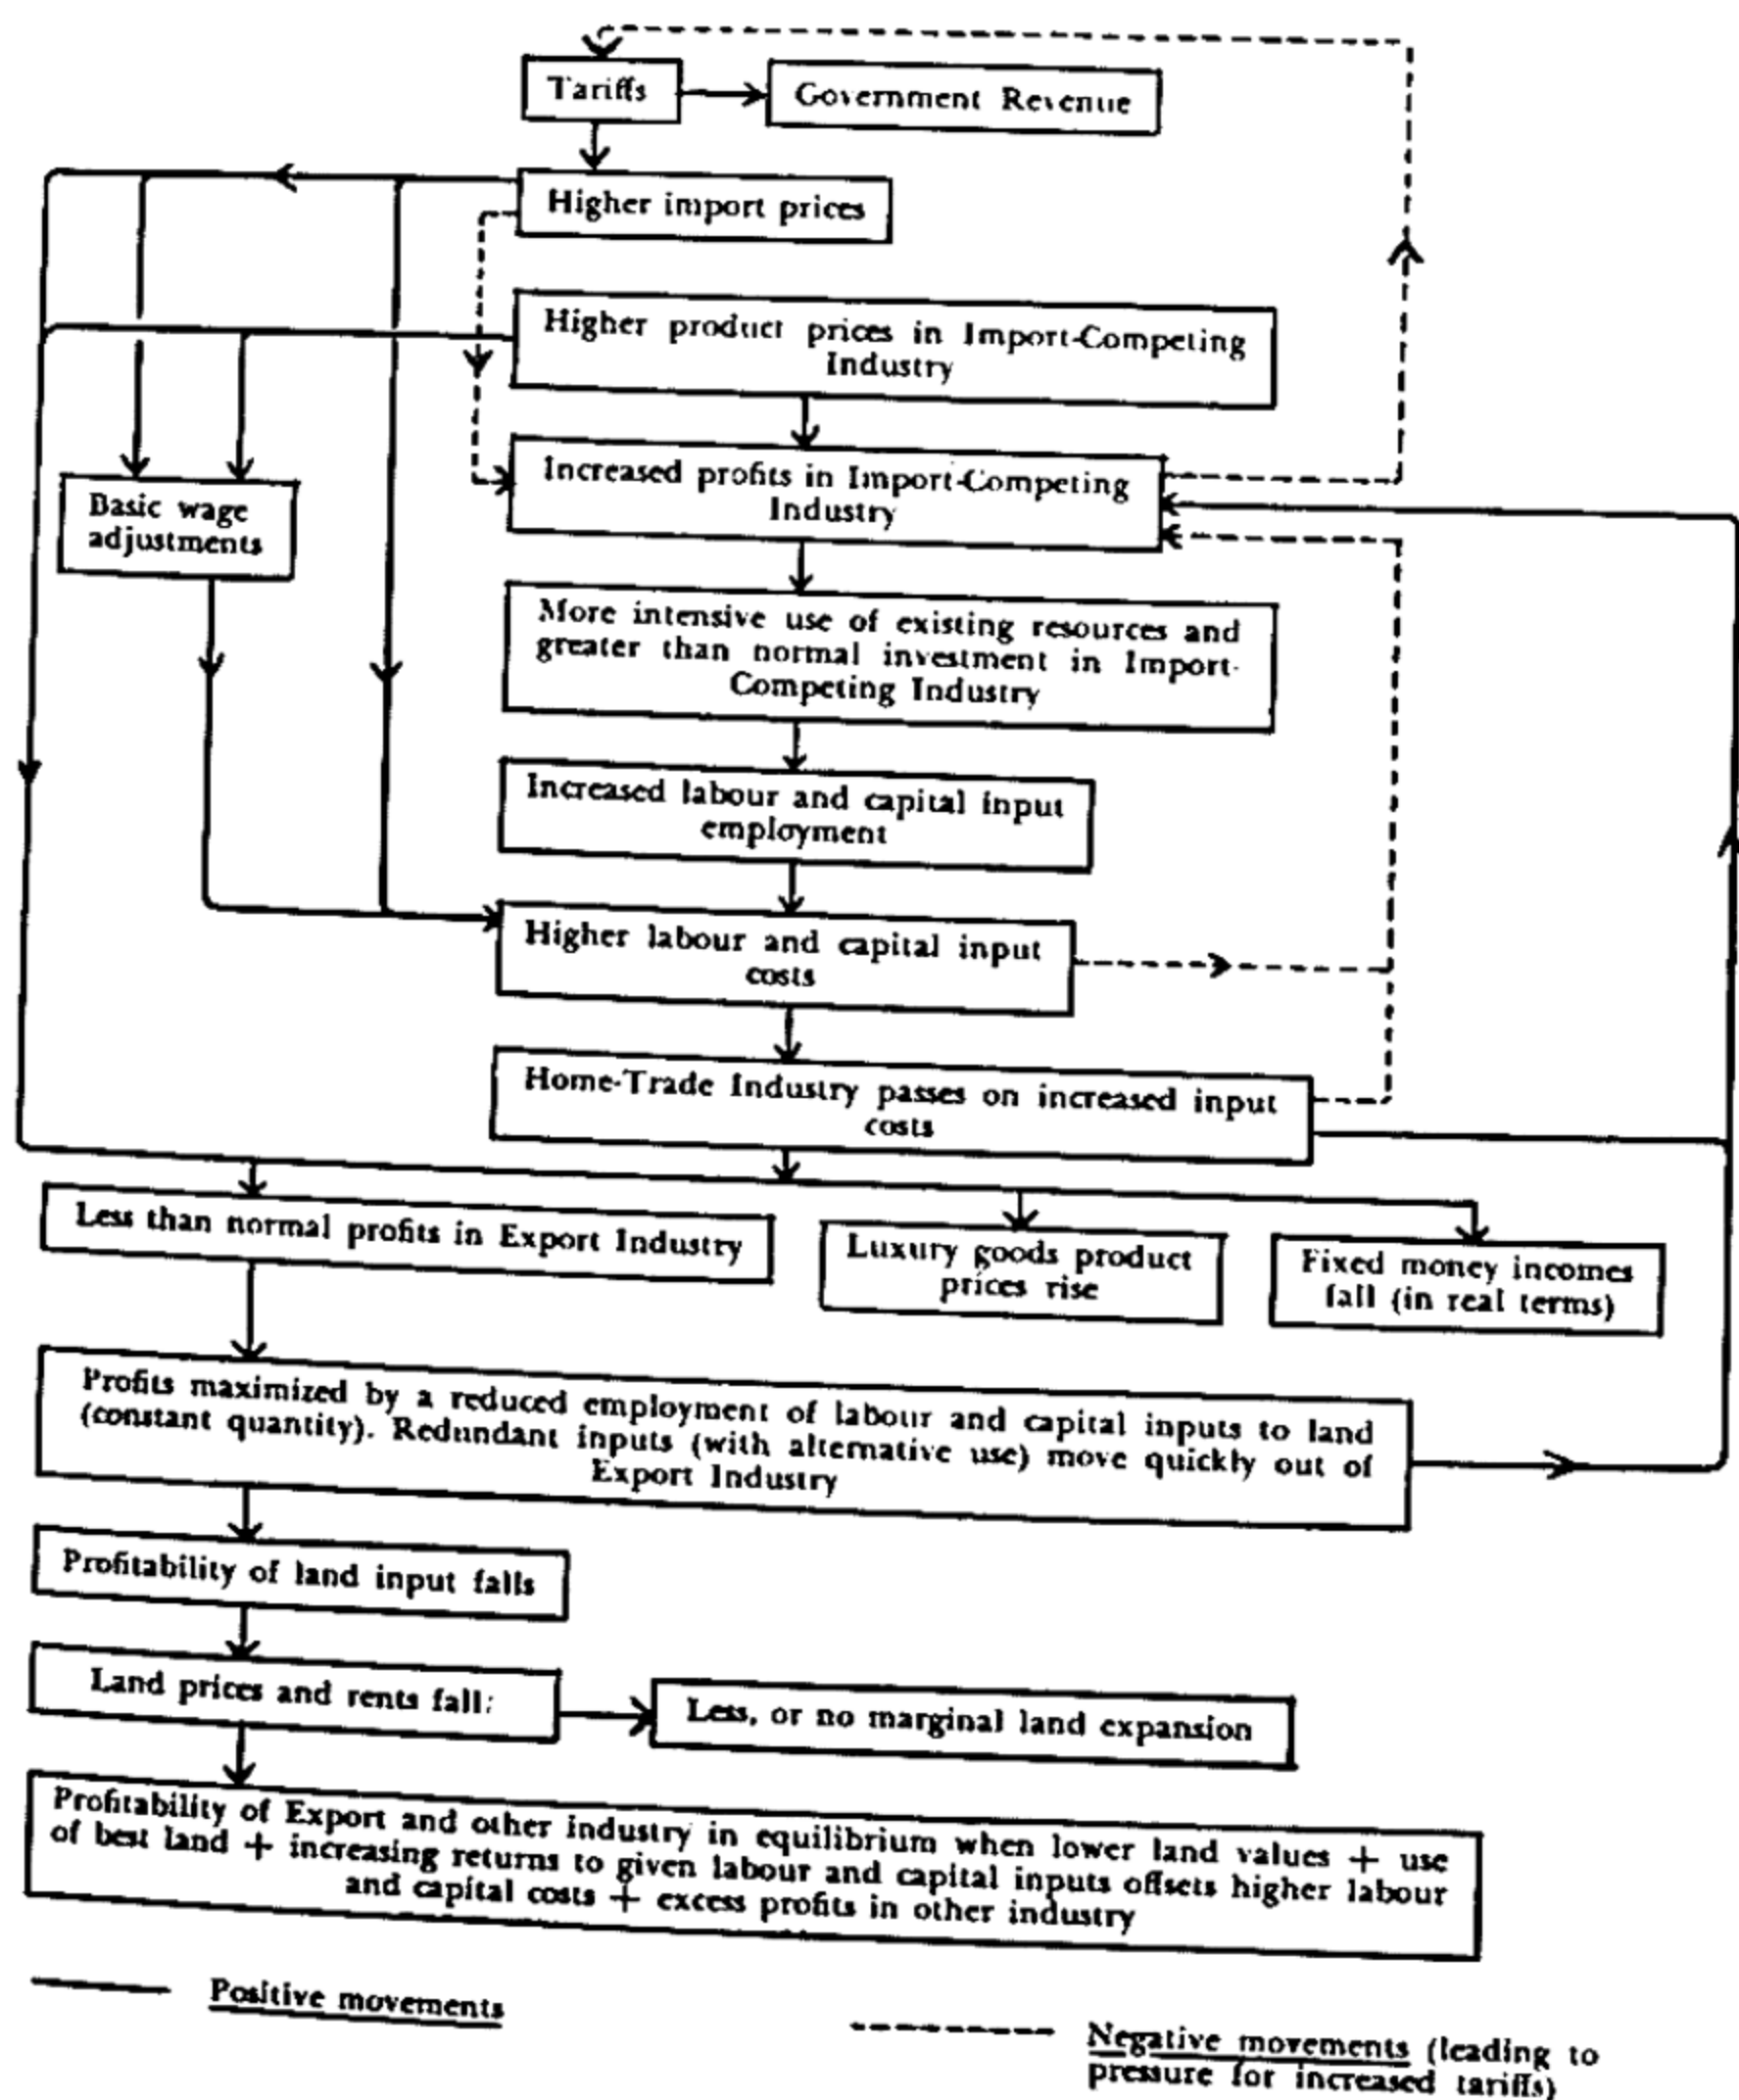 Tariffs
Government Revenue
Higher import prices
Higher product prices in Import-Competing
Industry
Increased profits in Import-Competing
Industry
Basic wage
adjustments
More intensive use of existing resources and
greater than normal investment in Import-
Competing Industry
Increased labour and capital input
employment
Higher labour and capital input
costs
Home-Trade Industry passes on increased input
costs
Less than normal profits in Export Industry
Luxury goods product
prices rise
Fixed money incomes
fall (in real terms)
Profits maximized by a reduced employment of labour and capital inputs to land
(constant quantity). Redundant inputs (with alternative use) move quickly out of
Export Industry
Profitability of land input falls
Land prices and rents fall:
Less, or no marginal land expansion
Profitability of Export and other industry in equilibrium when lower land values + use
of best land + increasing returns to given labour and capital inputs offsets higher labour
and capital costs + excess profits in other industry
Positive movements
Negative movements (leading to
pressure for increased tariffs)